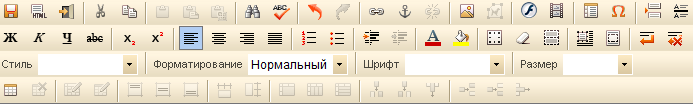 HTML ABC Ω
Ж К Ч abc x₂ x² A
Стиль Форматирование Нормальный Шрифт Размер